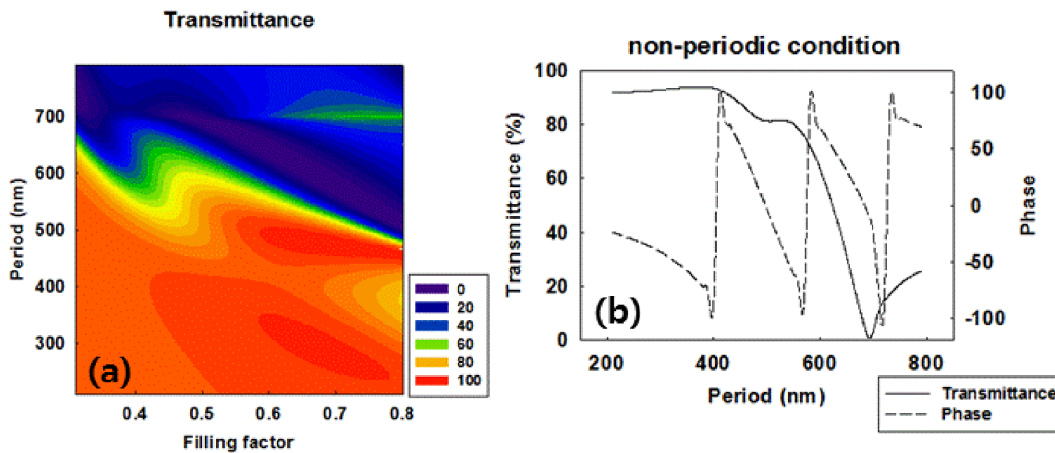 Transmittance
700
600
500
400
300
Period (nm)
0.4
0.5
0.6
0.7
0.8
Filling factor
(a)
0
20
40
60
80
100
non-periodic condition
100
80
60
40
20
0
Transmittance (%)
100
50
0
-50
-100
Phase
200
400
600
800
Period (nm)
(b)
Transmittance
Phase